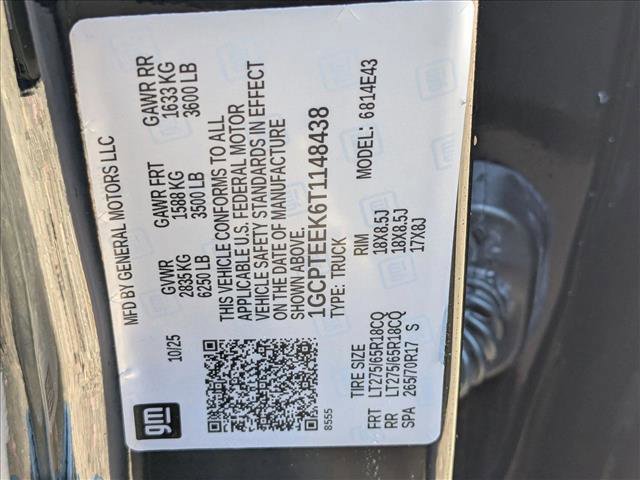 gm
MFD BY GENERAL MOTORS LLC
10/25
GVWR GAWR FRT GAWR RR
2835 KG 1588 KG 1633 KG
6250 LB 3500 LB 3600 LB
THIS VEHICLE CONFORMS TO ALL
APPLICABLE U.S. FEDERAL MOTOR
VEHICLE SAFETY STANDARDS IN EFFECT
ON THE DATE OF MANUFACTURE
SHOWN ABOVE.
1GCPTEEK6T1148438
TYPE: TRUCK MODEL: 6814E43
8555
TIRE SIZE RIM
FRT LT275/65R18CQ 18X8.5J
RR LT275/65R18CQ 18X8.5J
SPA 265/70R17 S 17X8J